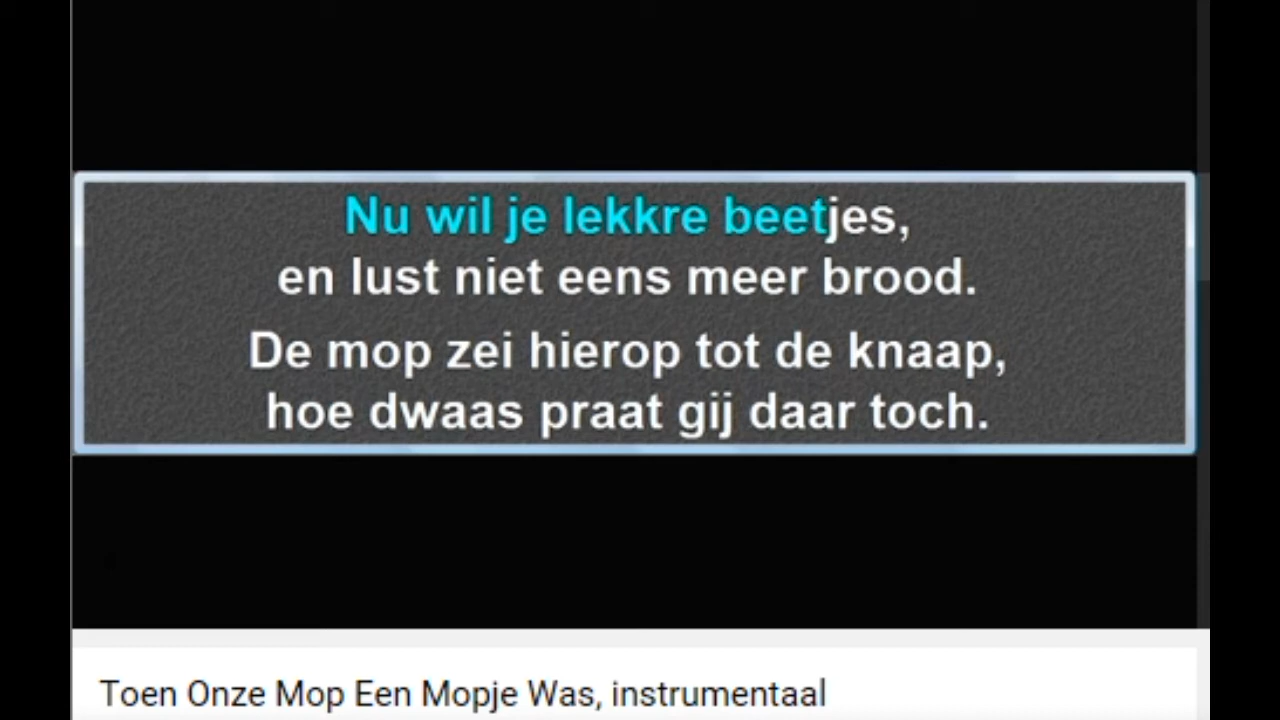 Nu wil je lekkre beetjes,
en lust niet eens meer brood.
De mop zei hierop tot de knaap,
hoe dwaas praat gij daar toch.
Toen Onze Mop Een Mopje Was, instrumentaal